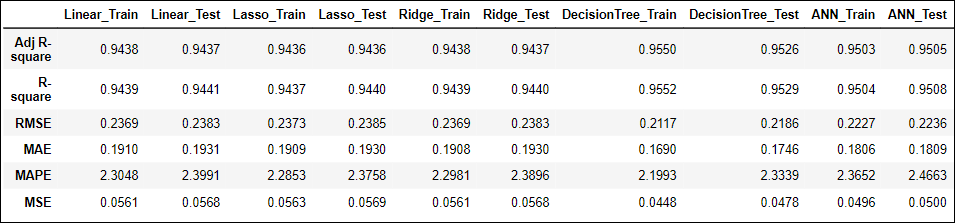 Linear_Train Linear_Test Lasso_Train Lasso_Test Ridge_Train Ridge_Test DecisionTree_Train DecisionTree_Test ANN_Train ANN_Test
Adj R-
square 0.9438 0.9437 0.9436 0.9436 0.9438 0.9437 0.9550 0.9526 0.9503 0.9505
R-
square 0.9439 0.9441 0.9437 0.9440 0.9439 0.9440 0.9552 0.9529 0.9504 0.9508
RMSE 0.2369 0.2383 0.2373 0.2385 0.2369 0.2383 0.2117 0.2186 0.2227 0.2236
MAE 0.1910 0.1931 0.1909 0.1930 0.1908 0.1930 0.1690 0.1746 0.1806 0.1809
MAPE 2.3048 2.3991 2.2853 2.3758 2.2981 2.3896 2.1993 2.3339 2.3652 2.4663
MSE 0.0561 0.0568 0.0563 0.0569 0.0561 0.0568 0.0448 0.0478 0.0496 0.0500